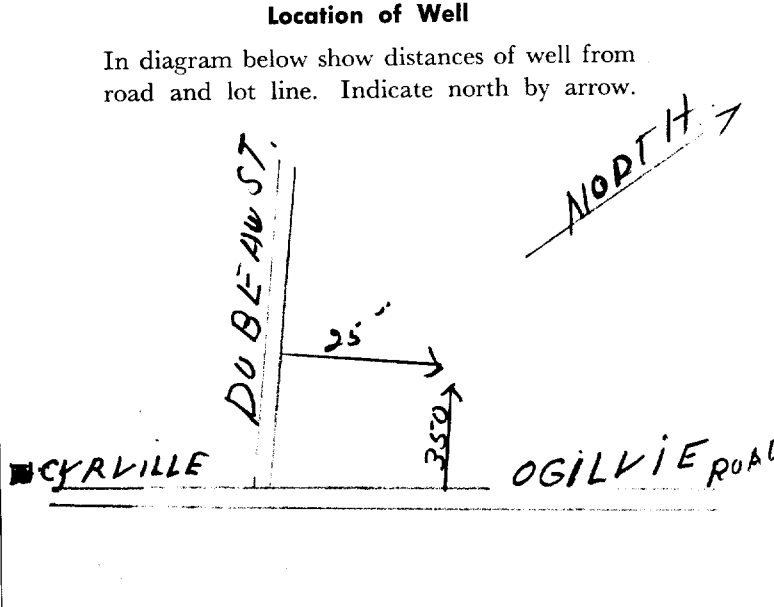 Location of Well
In diagram below show distances of well from
road and lot line. Indicate north by arrow.
NORTH
DUBLEAW ST.
25"
350
CYRVILLE
OGILVIE ROAD